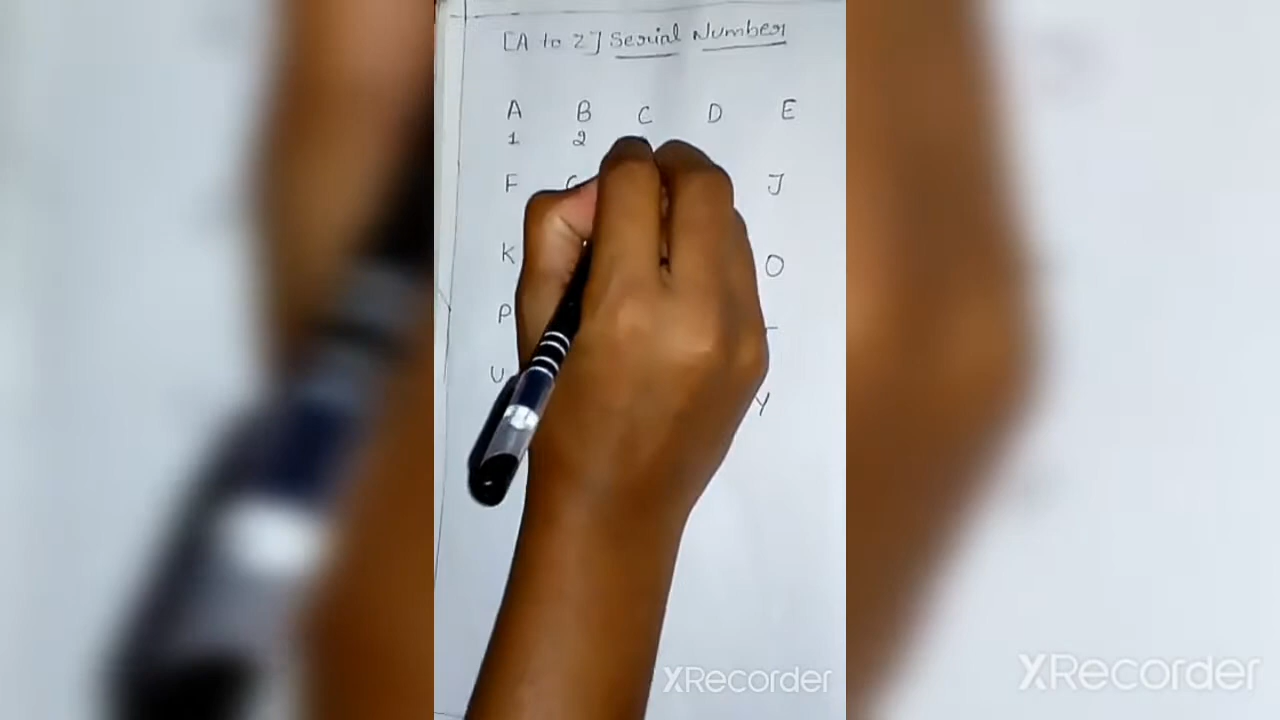 [A to Z] Serial Number
A B C D E
1 2
F G J
K O
P
U Y
XRecorder
XRecorder